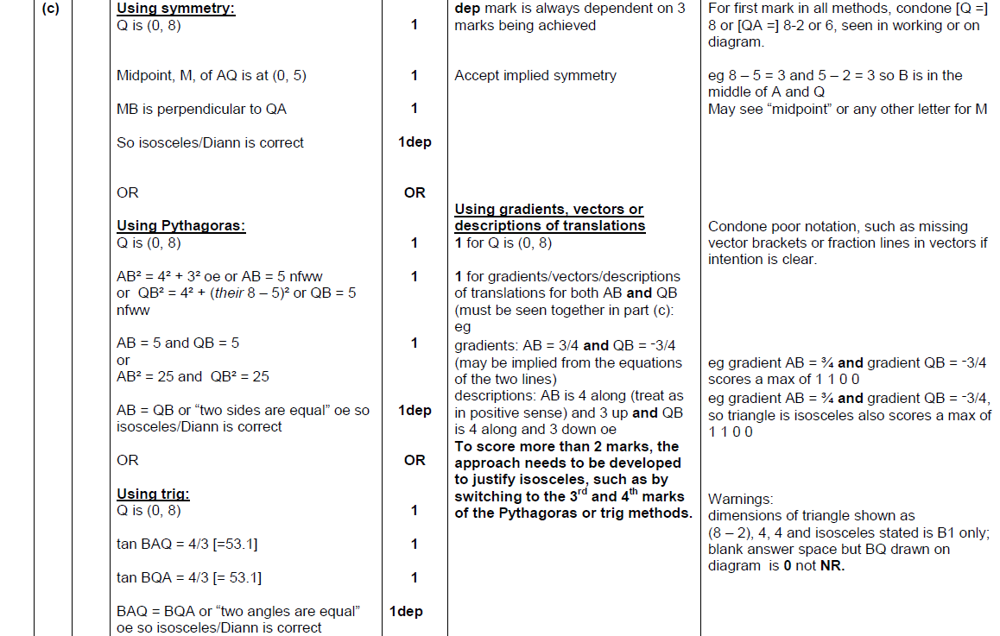 (c)
Using symmetry:
Q is (0, 8)
1
dep mark is always dependent on 3
marks being achieved
For first mark in all methods, condone [Q =]
8 or [QA =] 8-2 or 6, seen in working or on
diagram.
Midpoint, M, of AQ is at (0, 5)
1
Accept implied symmetry
eg 8 – 5 = 3 and 5 – 2 = 3 so B is in the
middle of A and Q
MB is perpendicular to QA
1
May see “midpoint” or any other letter for M
So isosceles/Diann is correct
1dep
OR
OR
Using Pythagoras:
Q is (0, 8)
1
AB² = 4² + 3² oe or AB = 5 nfww
or QB² = 4² + (their 8 – 5)² or QB = 5
nfww
1
AB = 5 and QB = 5
or
AB² = 25 and QB² = 25
1
AB = QB or “two sides are equal” oe so
isosceles/Diann is correct
1dep
OR
OR
Using trig:
Q is (0, 8)
1
tan BAQ = 4/3 [=53.1]
1
tan BQA = 4/3 [= 53.1]
1
BAQ = BQA or “two angles are equal”
oe so isosceles/Diann is correct
1dep
Using gradients, vectors or
descriptions of translations
1 for Q is (0, 8)
1 for gradients/vectors/descriptions
of translations for both AB and QB
(must be seen together in part (c):
eg
gradients: AB = 3/4 and QB = ⁻3/4
(may be implied from the equations
of the two lines)
descriptions: AB is 4 along (treat as
in positive sense) and 3 up and QB
is 4 along and 3 down oe
To score more than 2 marks, the
approach needs to be developed
to justify isosceles, such as by
switching to the 3rd and 4th marks
of the Pythagoras or trig methods.
Condone poor notation, such as missing
vector brackets or fraction lines in vectors if
intention is clear.
eg gradient AB = ¾ and gradient QB = ⁻3/4
scores a max of 1 1 0 0
eg gradient AB = ¾ and gradient QB = ⁻3/4,
so triangle is isosceles also scores a max of
1 1 0 0
Warnings:
dimensions of triangle shown as
(8 – 2), 4, 4 and isosceles stated is B1 only;
blank answer space but BQ drawn on
diagram is 0 not NR.